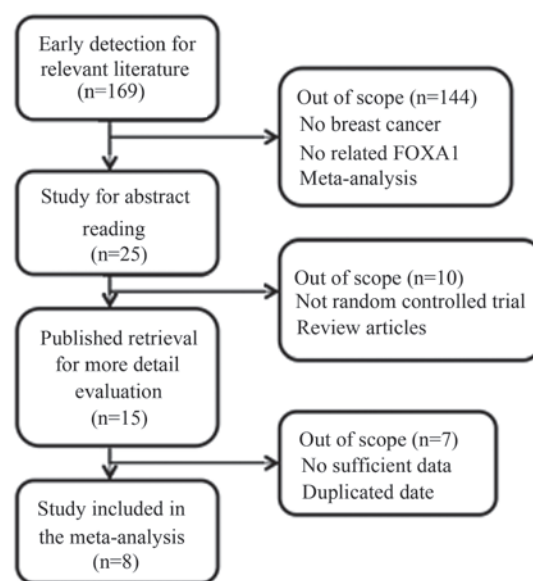 Early detection for
relevant literature
(n=169)
Out of scope (n=144)
No breast cancer
No related FOXA1
Meta-analysis
Study for abstract
reading
(n=25)
Out of scope (n=10)
Not random controlled trial
Review articles
Published retrieval
for more detail
evaluation
(n=15)
Out of scope (n=7)
No sufficient data
Duplicated date
Study included in
the meta-analysis
(n=8)